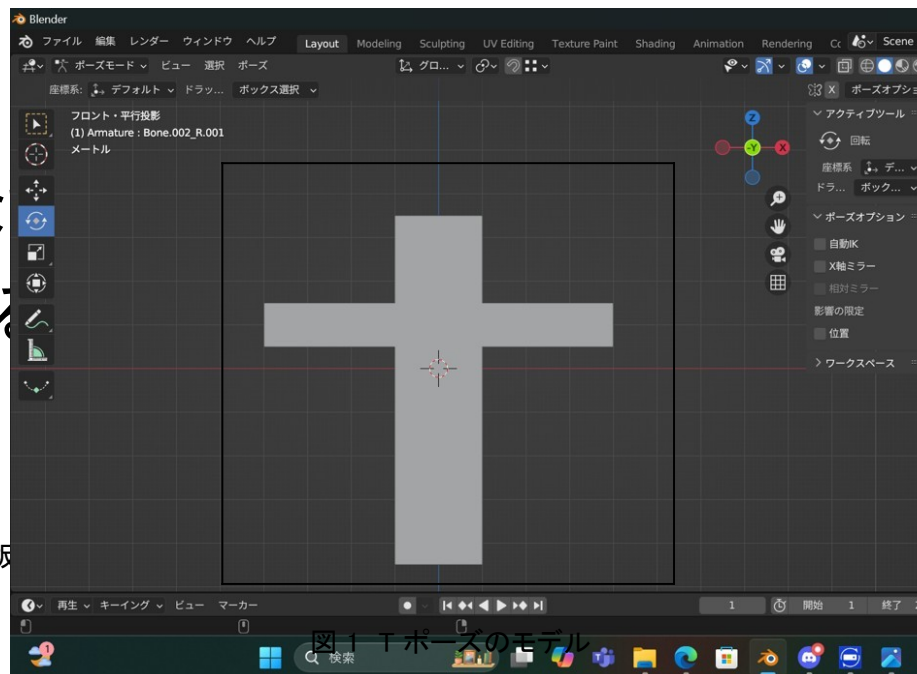 Blender
ファイル 編集 レンダー ウィンドウ ヘルプ Layout Modeling Sculpting UV Editing Texture Paint Shading Animation Rendering Cc Scene
ポーズモード ビュー 選択 ポーズ グロ...
座標系: デフォルト ドラッ... ボックス選択 X ポーズオプショ
フロント・平行投影
(1) Armature : Bone.002_R.001
メートル
Z
-Y
X
アクティブツール
回転
座標系 デ...
ドラ... ボック...
ポーズオプション
自動IK
X軸ミラー
相対ミラー
影響の限定
位置
ワークスペース
る
再生 キーイング ビュー マーカー 1 開始 1 終了
図 1 T ポーズのモデル
1
検索